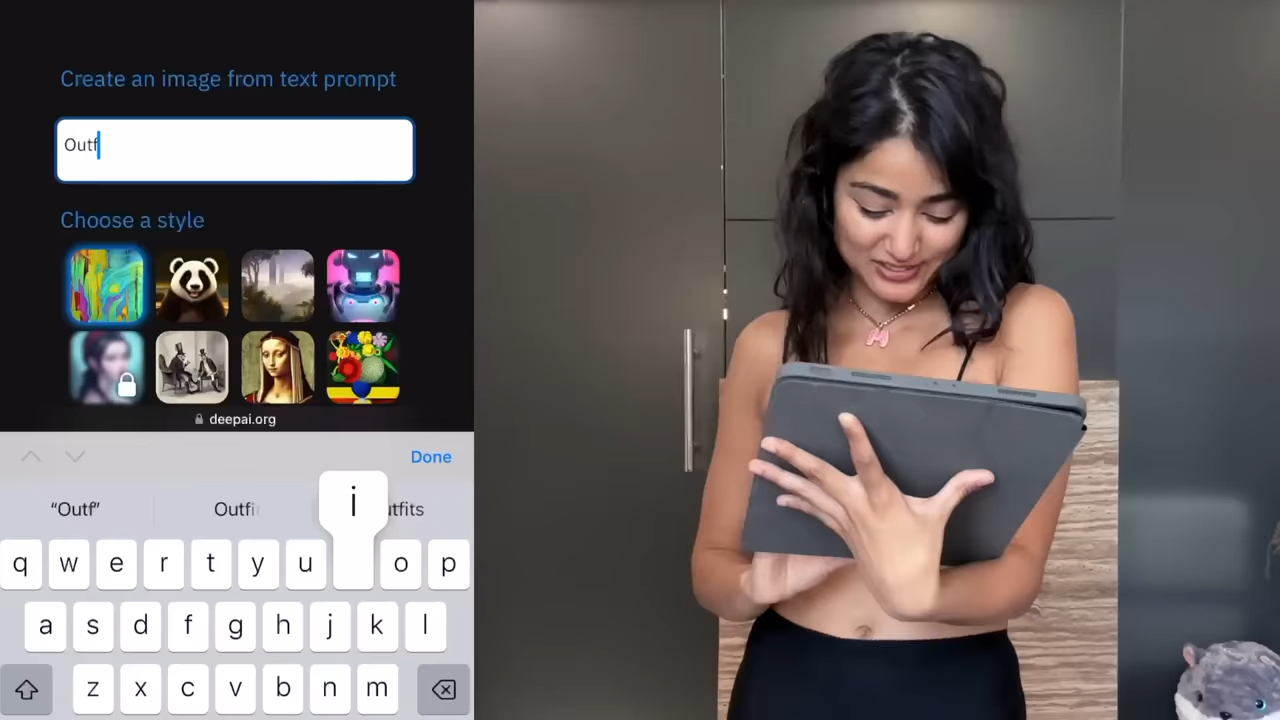 Create an image from text prompt
Outf
Choose a style
deepai.org
Done
“Outf” Outfi utfits
i
q w e r t y u o p
a s d f g h j k l
z x c v b n m